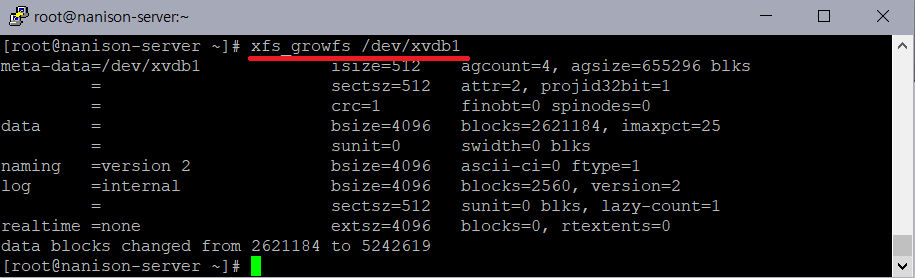 root@nanison-server:~
[root@nanison-server ~]# xfs_growfs /dev/xvdb1
meta-data=/dev/xvdb1             isize=512    agcount=4, agsize=655296 blks
         =                       sectsz=512   attr=2, projid32bit=1
         =                       crc=1        finobt=0 spinodes=0
data     =                       bsize=4096   blocks=2621184, imaxpct=25
         =                       sunit=0      swidth=0 blks
naming   =version 2              bsize=4096   ascii-ci=0 ftype=1
log      =internal               bsize=4096   blocks=2560, version=2
         =                       sectsz=512   sunit=0 blks, lazy-count=1
realtime =none                   extsz=4096   blocks=0, rtextents=0
data blocks changed from 2621184 to 5242619
[root@nanison-server ~]#